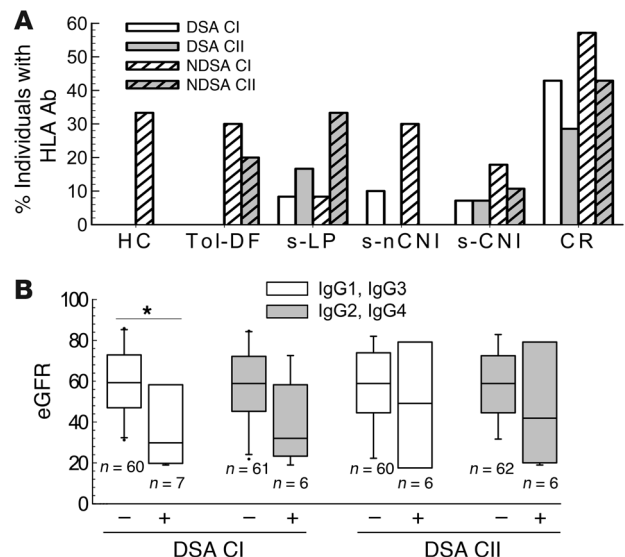 A
% Individuals with
HLA Ab
60
50
40
30
20
10
0
DSA CI
DSA CII
NDSA CI
NDSA CII
HC Tol-DF s-LP s-nCNI s-CNI CR
B
eGFR
100
80
60
40
20
0
IgG1, IgG3
IgG2, IgG4
*
n = 60 n = 61 n = 60 n = 62
n = 7 n = 6 n = 6 n = 6
− + − + − + − +
DSA CI DSA CII